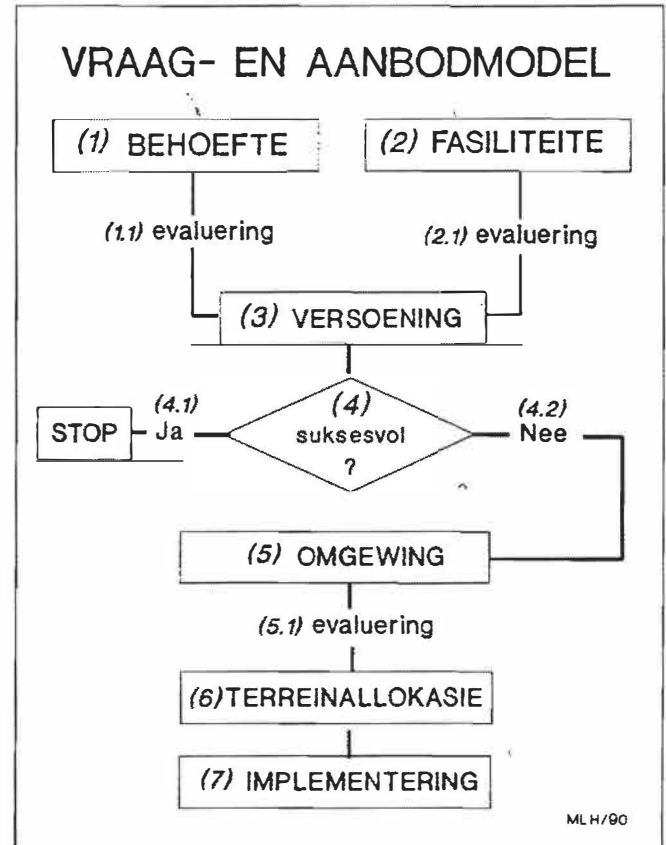 VRAAG- EN AANBODMODEL
(1) BEHOEFTE
(2) FASILITEITE
(1.1) evaluering
(2.1) evaluering
(3) VERSOENING
(4.1)
(4)
(4.2)
STOP
Ja
suksesvol
Nee
?
(5) OMGEWING
(5.1) evaluering
(6) TERREINALLOKASIE
(7) IMPLEMENTERING
MLH/90